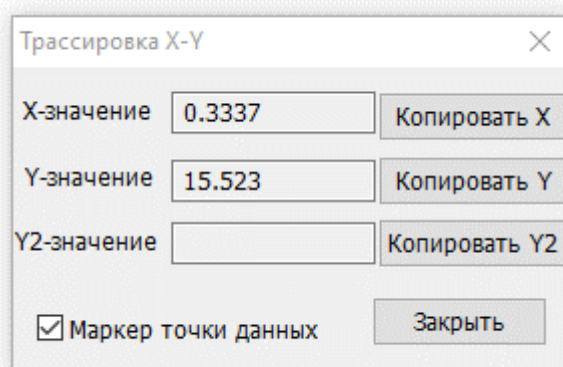 Трассировка X-Y
X-значение 0.3337 Копировать X
Y-значение 15.523 Копировать Y
Y2-значение Копировать Y2
Маркер точки данных Закрыть